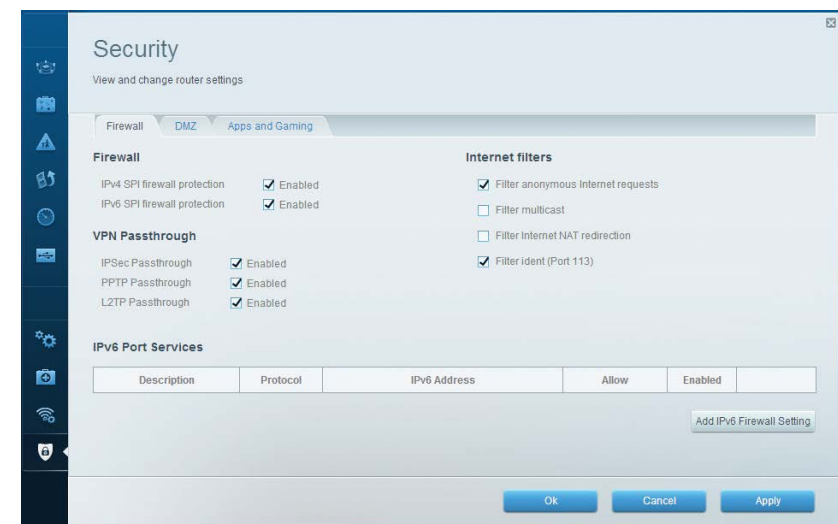 Security
View and change router settings
Firewall DMZ Apps and Gaming
Firewall
IPv4 SPI firewall protection Enabled
IPv6 SPI firewall protection Enabled
VPN Passthrough
IPSec Passthrough Enabled
PPTP Passthrough Enabled
L2TP Passthrough Enabled
Internet filters
Filter anonymous Internet requests
Filter multicast
Filter Internet NAT redirection
Filter ident (Port 113)
IPv6 Port Services
Description Protocol IPv6 Address Allow Enabled
Add IPv6 Firewall Setting
Ok Cancel Apply